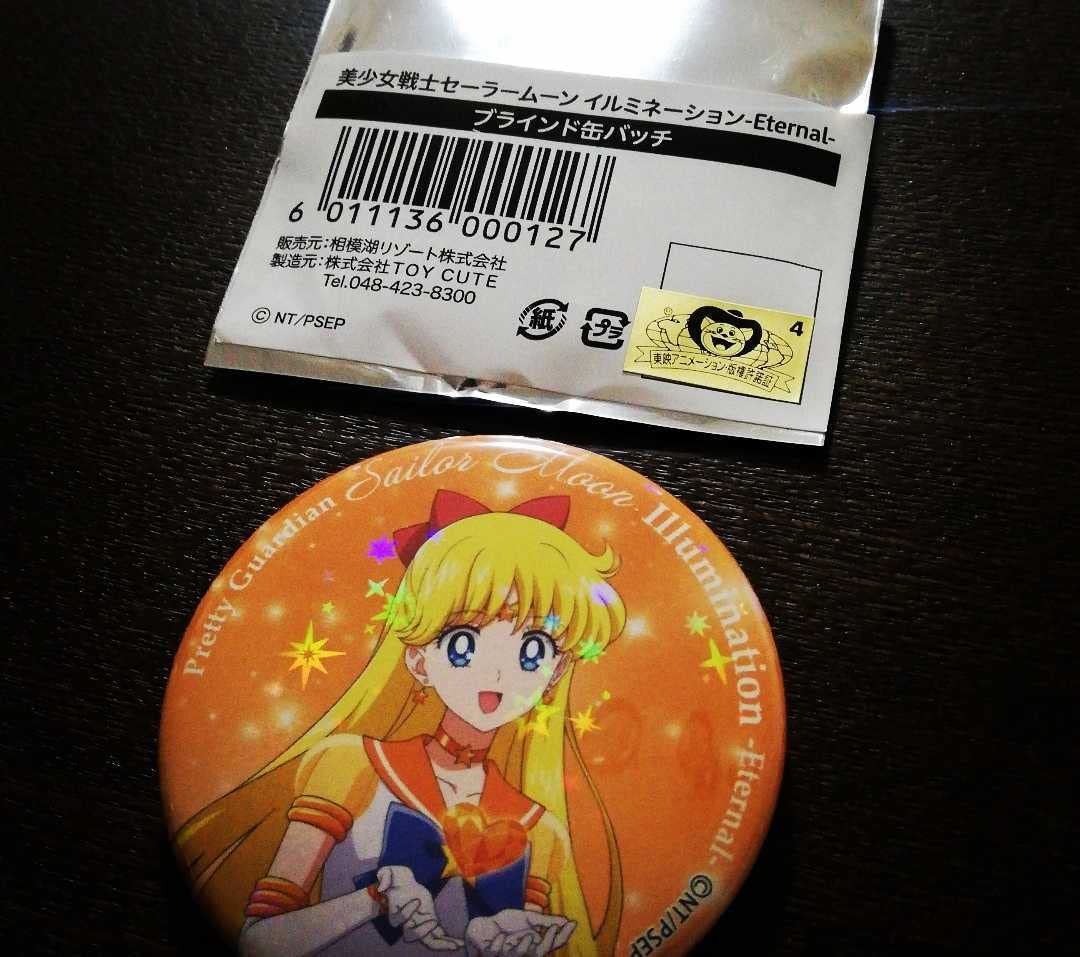 美少女戦士セーラームーン イルミネーション-Eternal-
ブラインド缶バッチ
6 011136 000127
販売元:相模湖リゾート株式会社
製造元:株式会社TOY CUTE
Tel.048-423-8300
© NT/PSEP
紙
プラ
4
東映アニメーション・版権許諾証
Pretty Guardian Sailor Moon Illumination -Eternal-
©NT/PSEP